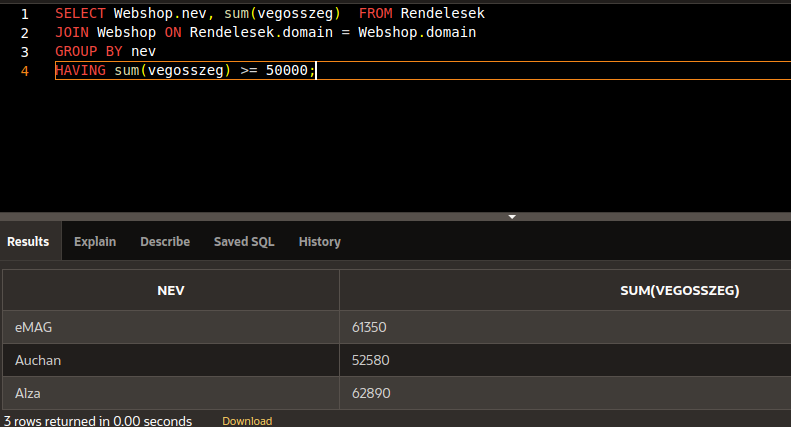 1 SELECT Webshop.nev, sum(vegosszeg)  FROM Rendelesek
2 JOIN Webshop ON Rendelesek.domain = Webshop.domain
3 GROUP BY nev
4 HAVING sum(vegosszeg) >= 50000;
Results Explain Describe Saved SQL History
NEV SUM(VEGOSSZEG)
eMAG 61350
Auchan 52580
Alza 62890
3 rows returned in 0.00 seconds Download